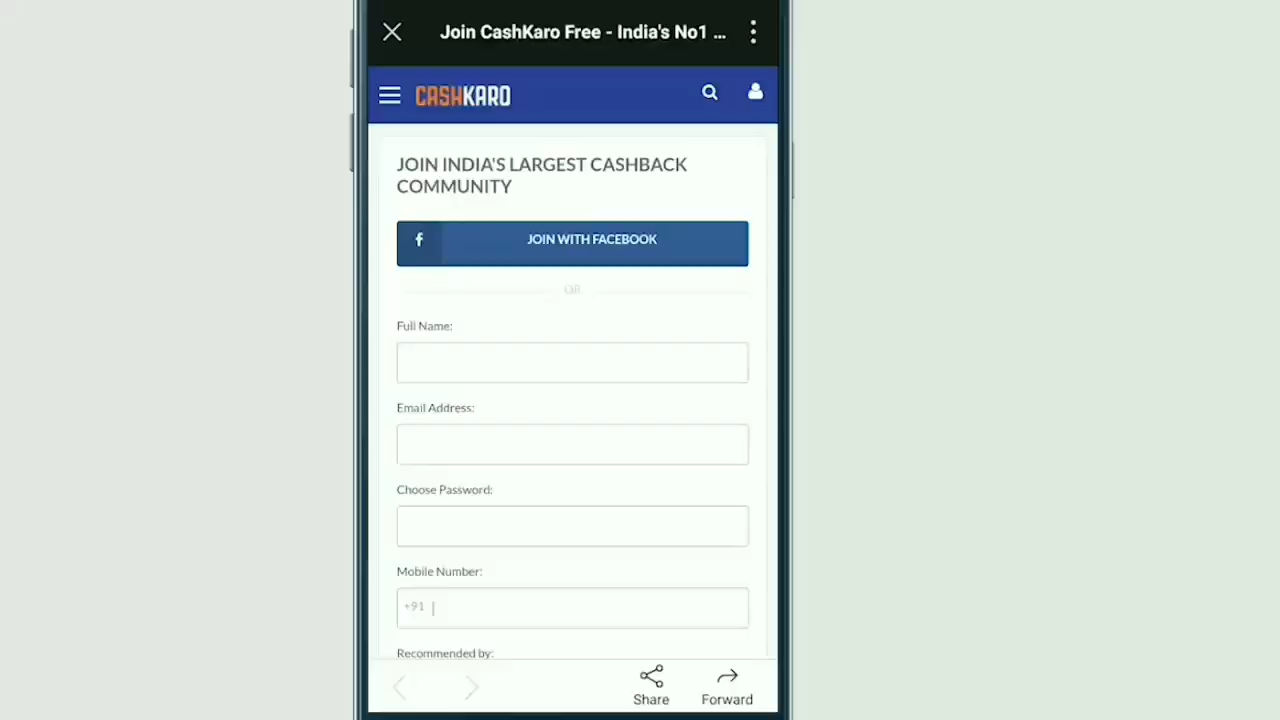 Join CashKaro Free - India's No1 ...
CASHKARO
JOIN INDIA'S LARGEST CASHBACK
COMMUNITY
f
JOIN WITH FACEBOOK
OR
Full Name:
Email Address:
Choose Password:
Mobile Number:
+91
Recommended by:
Share
Forward